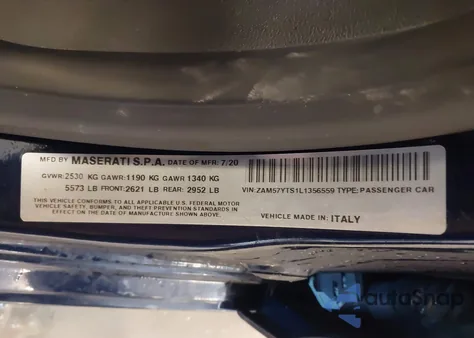 MFD BY MASERATI S.P.A. DATE OF MFR: 7/20
GVWR: 2530 KG GAWR: 1190 KG GAWR 1340 KG
5573 LB FRONT: 2621 LB REAR: 2952 LB
THIS VEHICLE CONFORMS TO ALL APPLICABLE U.S. FEDERAL MOTOR
VEHICLE SAFETY, BUMPER, AND THEFT PREVENTION STANDARDS IN
EFFECT ON THE DATE OF MANUFACTURE SHOWN ABOVE.
VIN: ZAM57YTS1L1356559 TYPE: PASSENGER CAR
VEHICLE MADE IN: ITALY
autoSnap